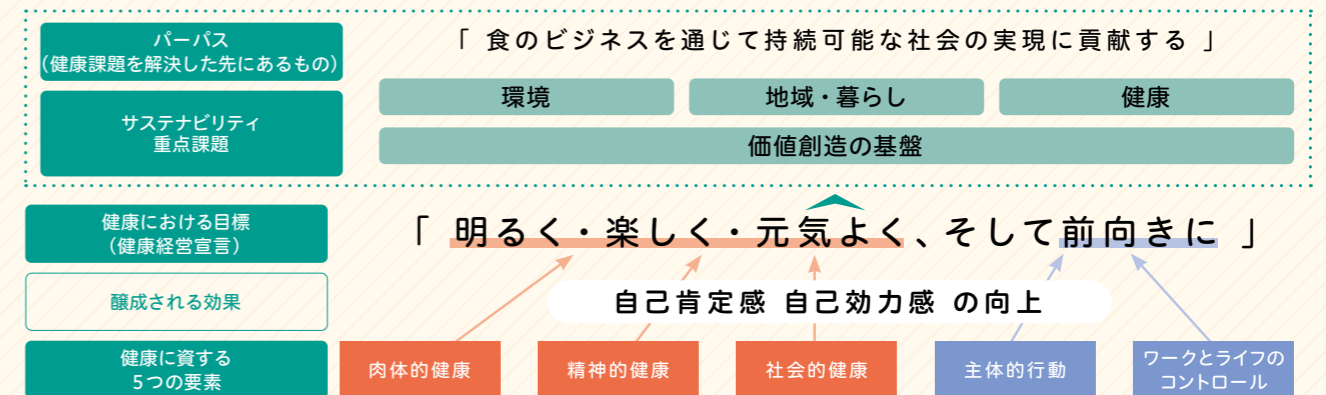 パーパス
(健康課題を解決した先にあるもの)
「 食のビジネスを通じて持続可能な社会の実現に貢献する 」
サステナビリティ
重点課題
環境
地域・暮らし
健康
価値創造の基盤
健康における目標
(健康経営宣言)
「 明るく・楽しく・元気よく、そして前向きに 」
醸成される効果
自己肯定感 自己効力感 の向上
健康に資する
5つの要素
肉体的健康
精神的健康
社会的健康
主体的行動
ワークとライフの
コントロール